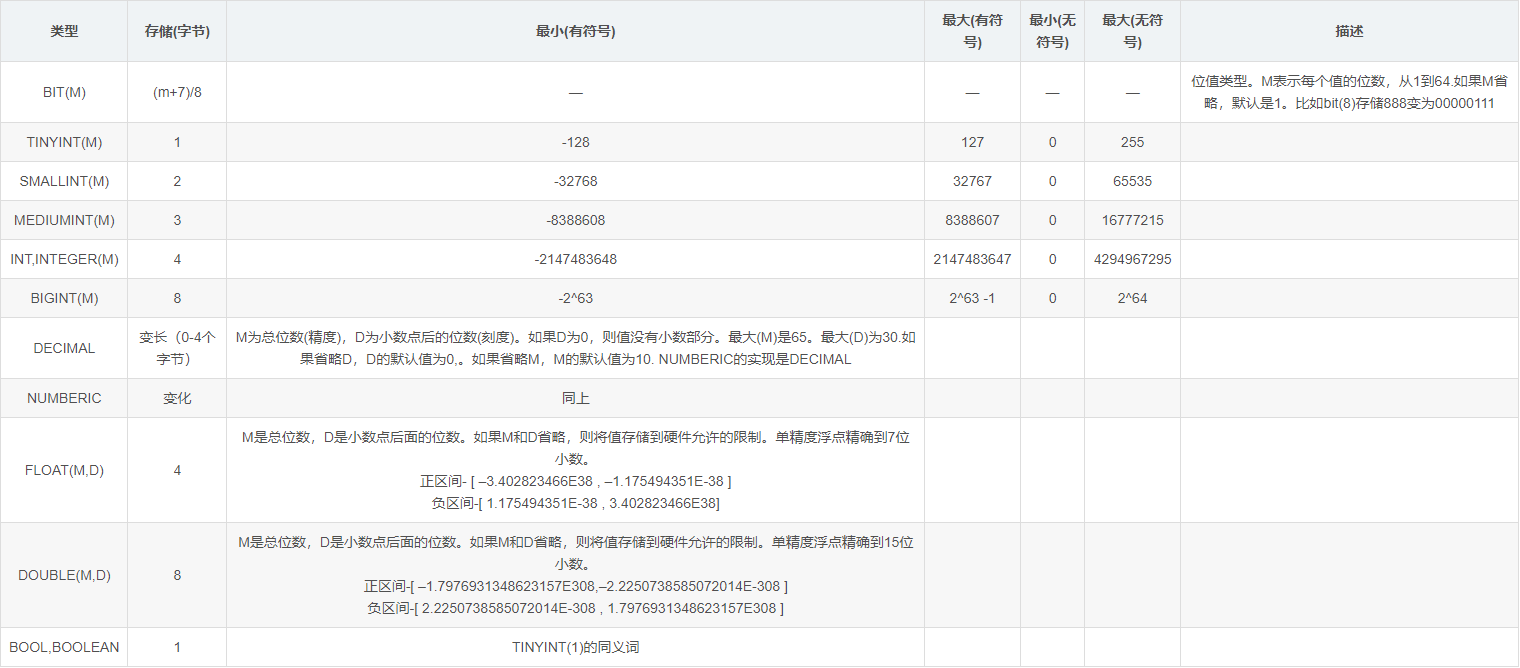 类型 存储(字节) 最小(有符号) 最大(有符号) 最小(无符号) 最大(无符号) 描述
BIT(M) (m+7)/8 — — — — 位值类型。M表示每个值的位数，从1到64.如果M省
略，默认是1。比如bit(8)存储888变为00000111
TINYINT(M) 1 -128 127 0 255
SMALLINT(M) 2 -32768 32767 0 65535
MEDIUMINT(M) 3 -8388608 8388607 0 16777215
INT,INTEGER(M) 4 -2147483648 2147483647 0 4294967295
BIGINT(M) 8 -2^63 2^63 -1 0 2^64
DECIMAL 变长（0-4个字节） M为总位数(精度)，D为小数点后的位数(刻度)。如果D为0，则值没有小数部分。最大(M)是65。最大(D)为30.如
果省略D，D的默认值为0,。如果省略M，M的默认值为10. NUMBERIC的实现是DECIMAL
NUMBERIC 变化 同上
FLOAT(M,D) 4 M是总位数，D是小数点后面的位数。如果M和D省略，则将值存储到硬件允许的限制。单精度浮点精确到7位
小数。
正区间- [ –3.402823466E38 , –1.175494351E-38 ]
负区间-[ 1.175494351E-38 , 3.402823466E38]
DOUBLE(M,D) 8 M是总位数，D是小数点后面的位数。如果M和D省略，则将值存储到硬件允许的限制。单精度浮点精确到15位
小数。
正区间-[ –1.7976931348623157E308,–2.2250738585072014E-308 ]
负区间-[ 2.2250738585072014E-308 , 1.7976931348623157E308 ]
BOOL,BOOLEAN 1 TINYINT(1)的同义词